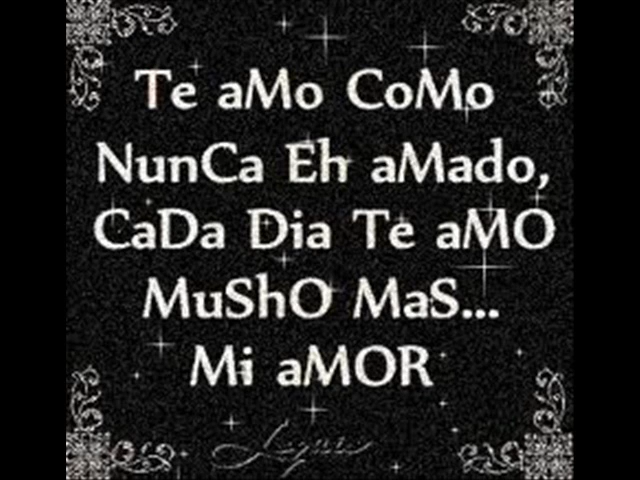 Te aMo CoMo
NunCa Eh aMado,
CaDa Dia Te aMO
MuShO MaS...
Mi aMOR